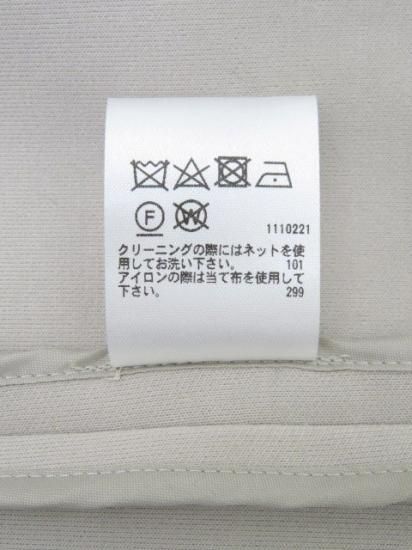 F W
1110221
クリーニングの際にはネットを使
用してお洗い下さい。 101
アイロンの際は当て布を使用して
下さい。 299